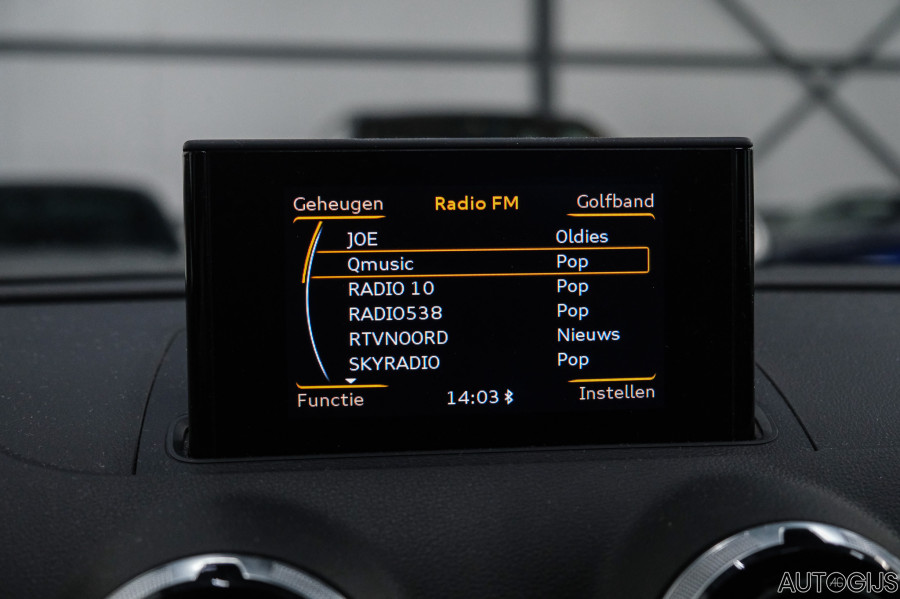 Geheugen Radio FM Golfband
JOE Oldies
Qmusic Pop
RADIO 10 Pop
RADIO538 Pop
RTVNOORD Nieuws
SKYRADIO Pop
Functie 14:03 Instellen
AUTOGIJS